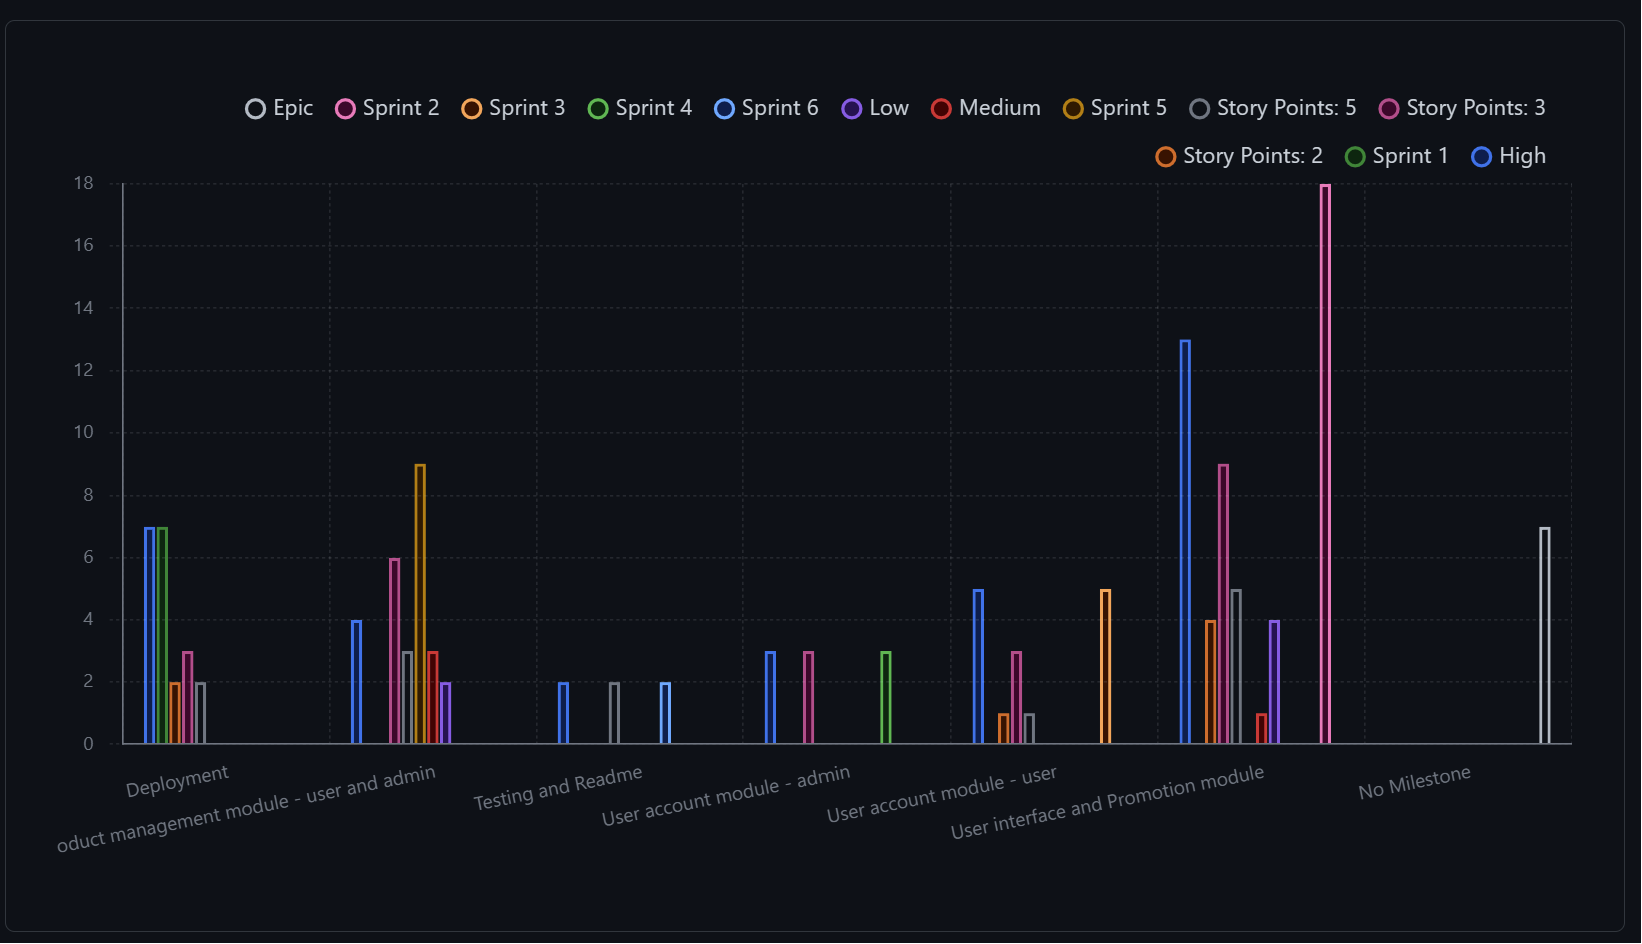 Epic Sprint 2 Sprint 3 Sprint 4 Sprint 6 Low Medium Sprint 5 Story Points: 5 Story Points: 3
Story Points: 2 Sprint 1 High
18
16
14
12
10
8
6
4
2
0
Deployment
oduct management module - user and admin
Testing and Readme
User account module - admin
User account module - user
User interface and Promotion module
No Milestone